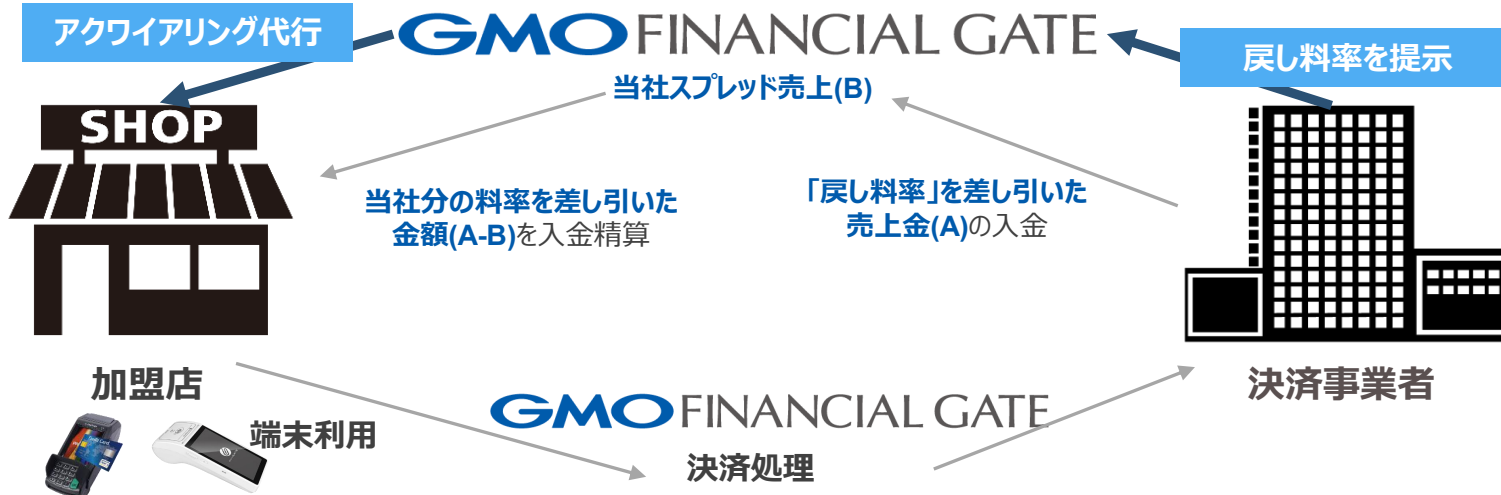 アクワイアリング代行
GMO FINANCIAL GATE
戻し料率を提示
当社スプレッド売上(B)
SHOP
当社分の料率を差し引いた
金額(A-B)を入金精算
「戻し料率」を差し引いた
売上金(A)の入金
加盟店
決済事業者
端末利用
GMO FINANCIAL GATE
決済処理